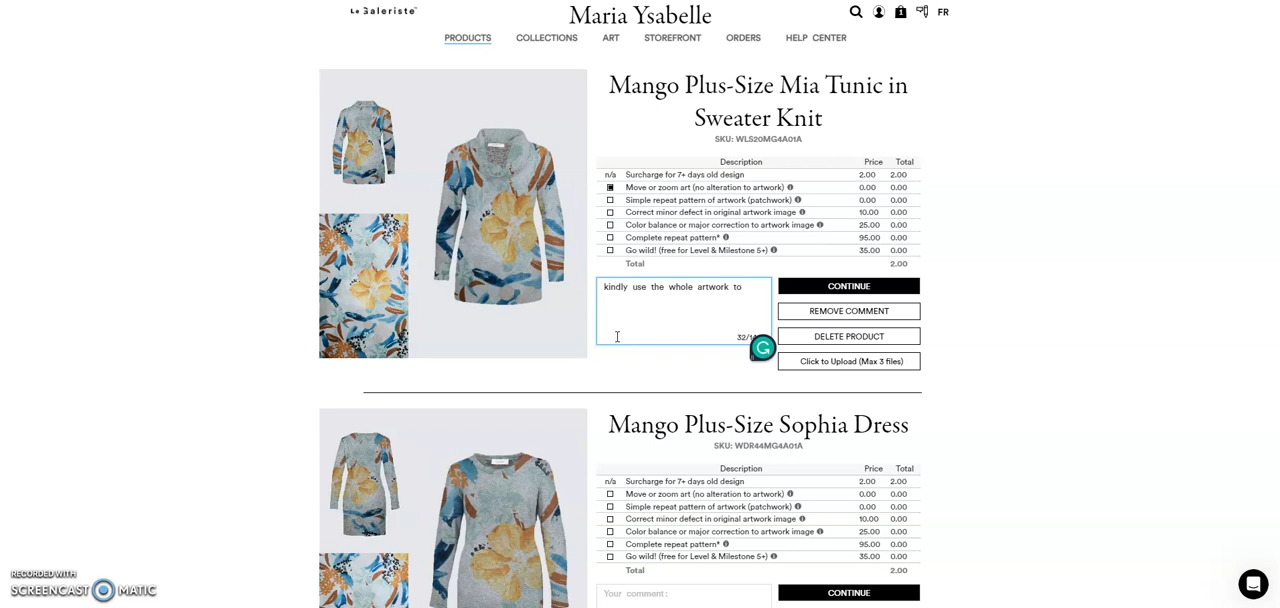 Le Galeriste™
Maria Ysabelle
1
FR
PRODUCTS COLLECTIONS ART STOREFRONT ORDERS HELP CENTER
Mango Plus-Size Mia Tunic in
Sweater Knit
SKU: WLS20MG4A01A
Description Price Total
n/a Surcharge for 7+ days old design 2.00 2.00
Move or zoom art (no alteration to artwork) 0.00 0.00
Simple repeat pattern of artwork (patchwork) 0.00 0.00
Correct minor defect in original artwork image 10.00 0.00
Color balance or major correction to artwork image 25.00 0.00
Complete repeat pattern* 95.00 0.00
Go wild! (free for Level & Milestone 5+) 35.00 0.00
Total 2.00
kindly use the whole artwork to
CONTINUE
REMOVE COMMENT
DELETE PRODUCT
Click to Upload (Max 3 files)
Mango Plus-Size Sophia Dress
SKU: WDR44MG4A01A
Description Price Total
n/a Surcharge for 7+ days old design 2.00 2.00
Move or zoom art (no alteration to artwork) 0.00 0.00
Simple repeat pattern of artwork (patchwork) 0.00 0.00
Correct minor defect in original artwork image 10.00 0.00
Color balance or major correction to artwork image 25.00 0.00
Complete repeat pattern* 95.00 0.00
Go wild! (free for Level & Milestone 5+) 35.00 0.00
Total 2.00
Your comment:
CONTINUE
RECORDED WITH
SCREENCAST MATIC